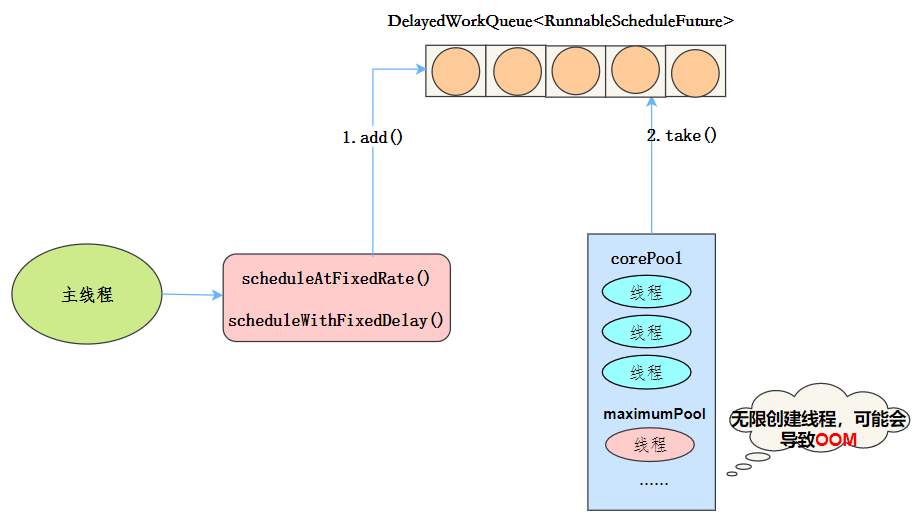 DelayedWorkQueue<RunnableScheduleFuture>
1.add()
2.take()
主线程
scheduleAtFixedRate()
scheduleWithFixedDelay()
corePool
线程
线程
线程
maximumPool
线程
......
无限创建线程，可能会
导致OOM